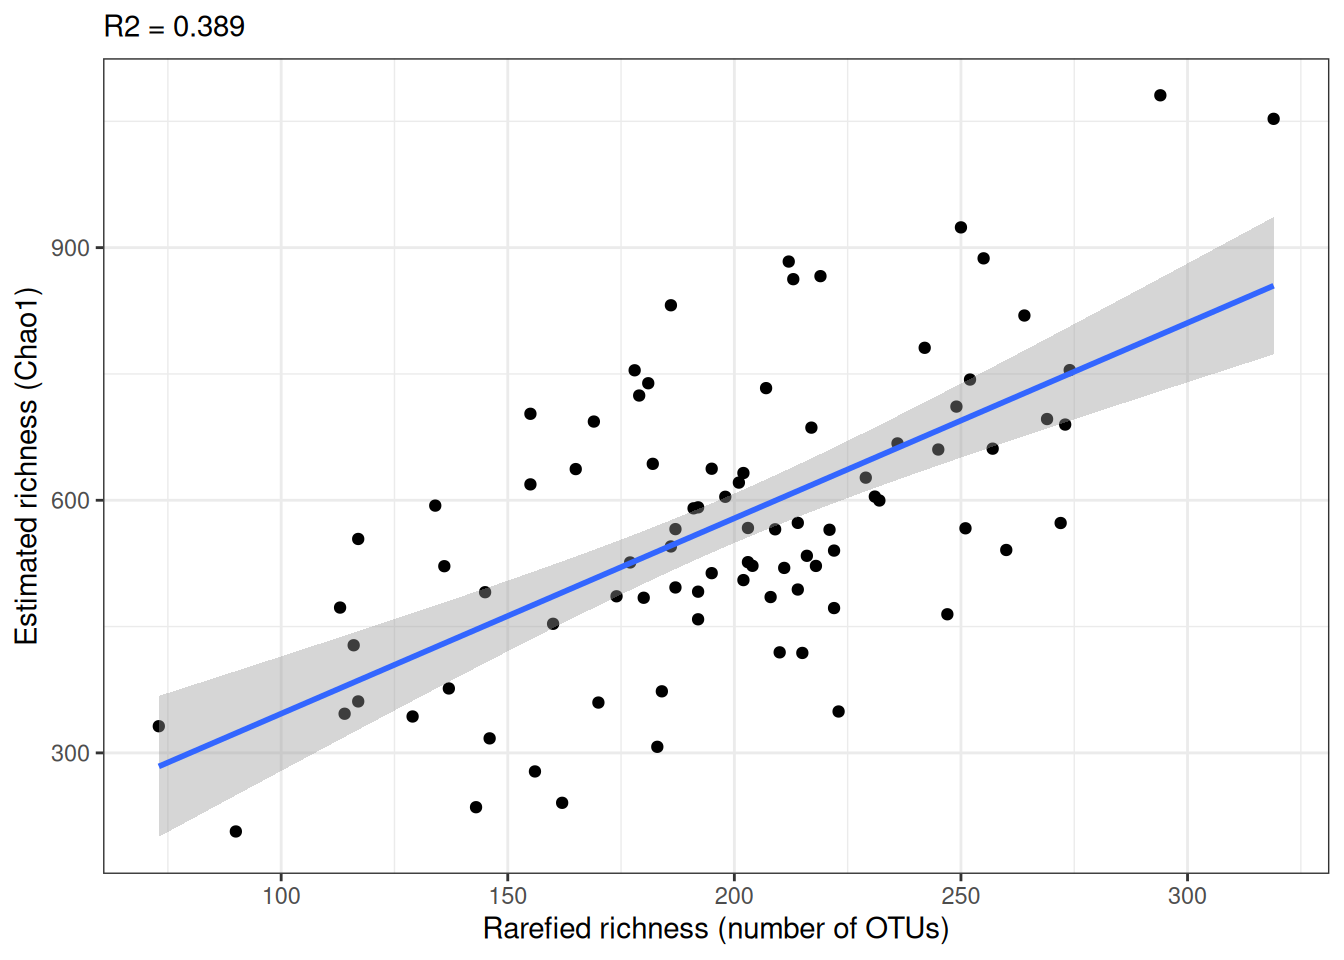 R2 = 0.389
Estimated richness (Chao1)
900
600
300
100 150 200 250 300
Rarefied richness (number of OTUs)